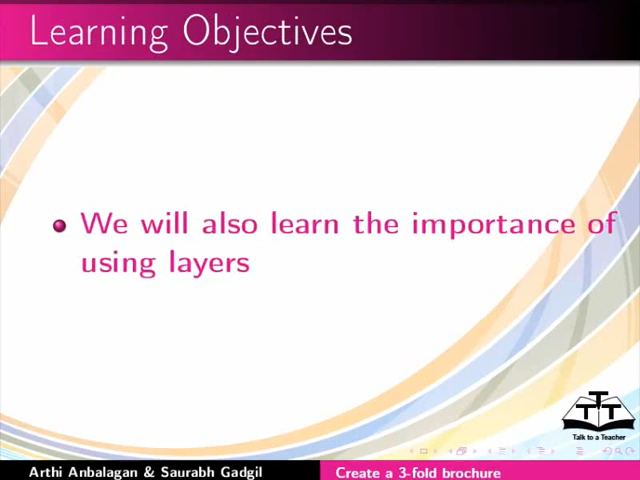 Learning Objectives
We will also learn the importance of
using layers
TTT
Talk to a Teacher
Arthi Anbalagan & Saurabh Gadgil
Create a 3-fold brochure